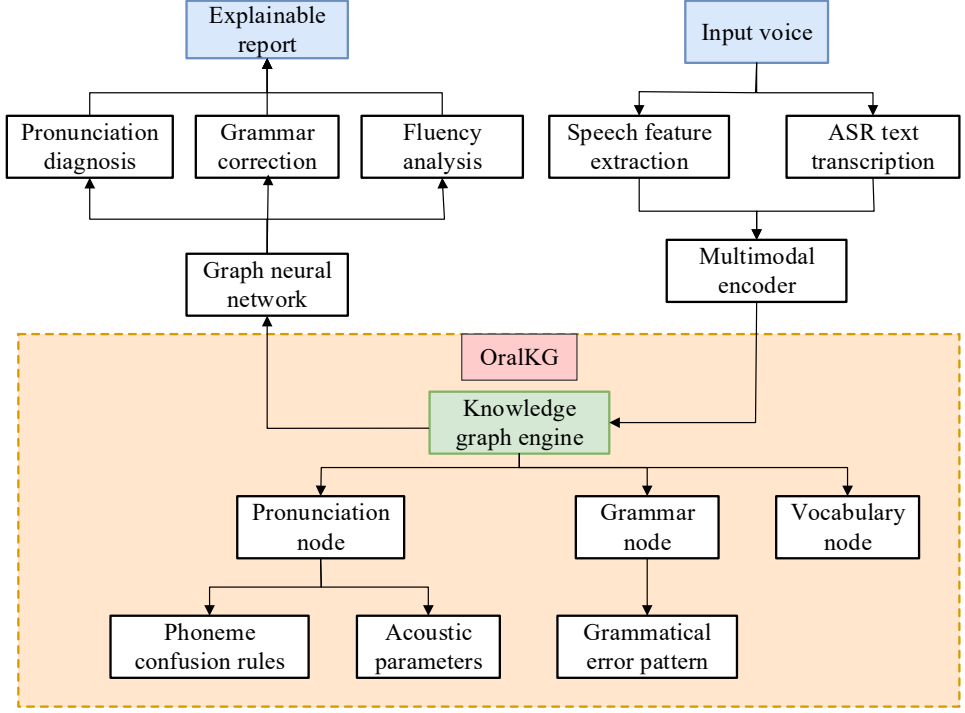 Explainable
report
Input voice
Pronunciation
diagnosis
Grammar
correction
Fluency
analysis
Speech feature
extraction
ASR text
transcription
Graph neural
network
Multimodal
encoder
OralKG
Knowledge
graph engine
Pronunciation
node
Grammar
node
Vocabulary
node
Phoneme
confusion rules
Acoustic
parameters
Grammatical
error pattern